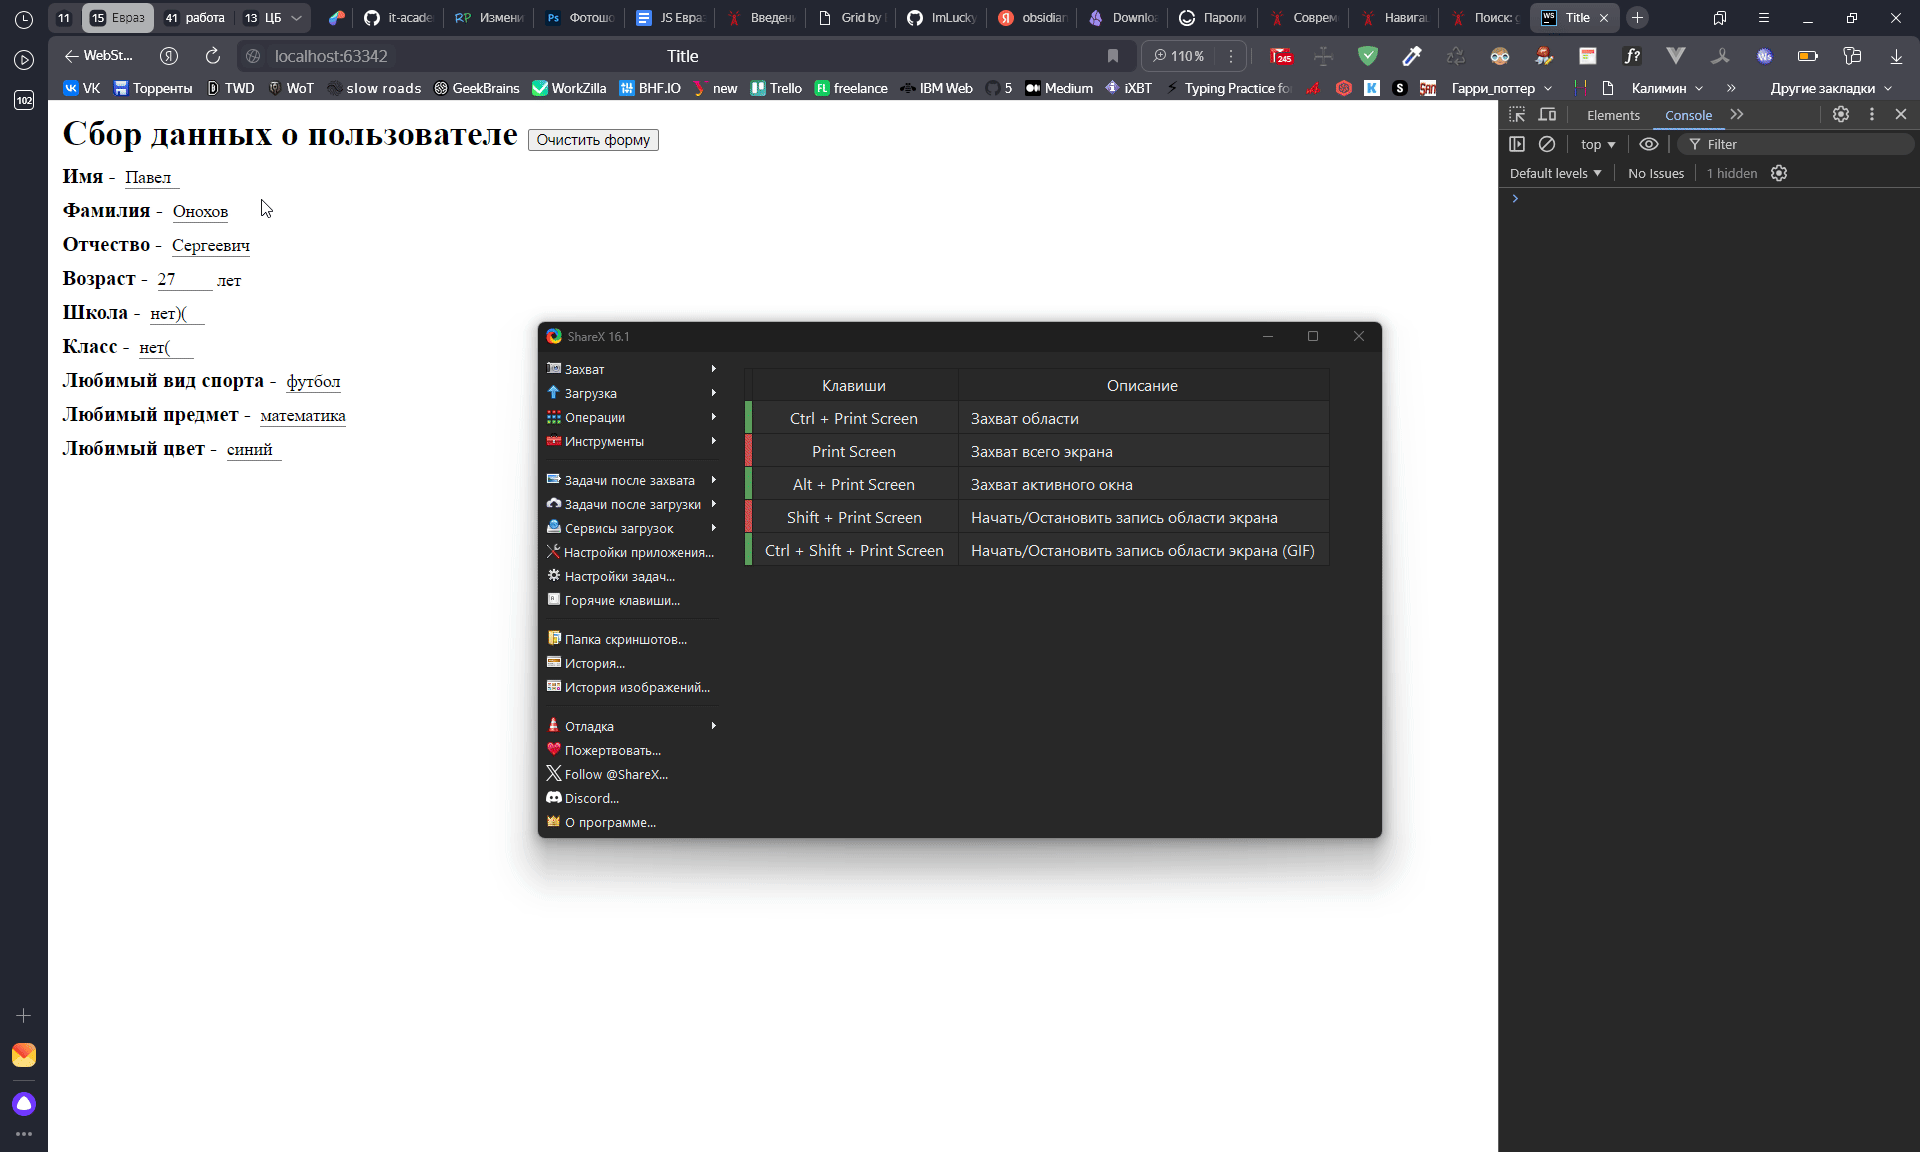 11
15 Евраз
41 работа
13 ЦБ
it-acade
RP Измени
Ps Фотошо
JS Евра
Введен
Grid by
ImLucky
obsidian
Downlo
Пароли
Соврем
Навига
Поиск:
WS Title
WebSt...
localhost:63342
Title
110%
245
102
VK
Торренты
TWD
WoT
slow roads
GeekBrains
WorkZilla
BHF.IO
new
Trello
FL freelance
IBM Web
5
Medium
iXBT
Typing Practice fo
Гарри_поттер
Калимин
Другие закладки
Сбор данных о пользователе Очистить форму
Имя - Павел
Фамилия - Онохов
Отчество - Сергеевич
Возраст - 27 лет
Школа - нет)(
Класс - нет(
Любимый вид спорта - футбол
Любимый предмет - математика
Любимый цвет - синий
ShareX 16.1
Захват
Загрузка
Операции
Инструменты
Задачи после захвата
Задачи после загрузки
Сервисы загрузок
Настройки приложения...
Настройки задач...
Горячие клавиши...
Папка скриншотов...
История...
История изображений...
Отладка
Пожертвовать...
Follow @ShareX...
Discord...
О программе...
Клавиши Описание
Ctrl + Print Screen Захват области
Print Screen Захват всего экрана
Alt + Print Screen Захват активного окна
Shift + Print Screen Начать/Остановить запись области экрана
Ctrl + Shift + Print Screen Начать/Остановить запись области экрана (GIF)
Elements Console
top
Filter
Default levels No Issues 1 hidden